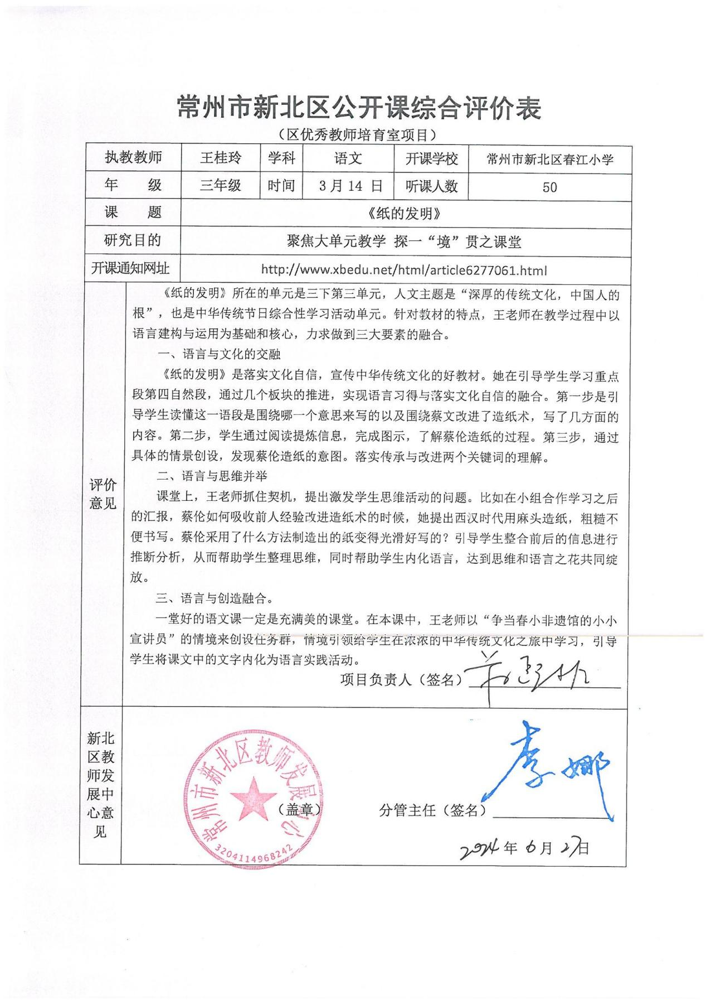 常州市新北区公开课综合评价表
（区优秀教师培育室项目）
执教教师 王桂玲 学科 语文 开课学校 常州市新北区春江小学
年 级 三年级 时间 3月14 日 听课人数 50
课 题 《纸的发明》
研究目的 聚焦大单元教学 探一“境”贯之课堂
开课通知网址 http://www.xbedu.net/html/article6277061.html
《纸的发明》所在的单元是三下第三单元，人文主题是“深厚的传统文化，中国人的
根”，也是中华传统节日综合性学习活动单元。针对教材的特点，王老师在教学过程中以
语言建构与运用为基础和核心，力求做到三大要素的融合。
一、语言与文化的交融
《纸的发明》是落实文化自信，宣传中华传统文化的好教材。她在引导学生学习重点
段第四自然段，通过几个板块的推进，实现语言习得与落实文化自信的融合。第一步是引
导学生读懂这一语段是围绕哪一个意思来写的以及围绕蔡文改进了造纸术，写了几方面的
内容。第二步，学生通过阅读提炼信息，完成图示，了解蔡伦造纸的过程。第三步，通过
具体的情景创设，发现蔡伦造纸的意图。落实传承与改进两个关键词的理解。
二、语言与思维并举
评价
意见
课堂上，王老师抓住契机，提出激发学生思维活动的问题。比如在小组合作学习之后
的汇报，蔡伦如何吸收前人经验改进造纸术的时候，她提出西汉时代用麻头造纸，粗糙不
便书写。蔡伦采用了什么方法制造出的纸变得光滑好写的？引导学生整合前后的信息进行
推断分析，从而帮助学生整理思维，同时帮助学生内化语言，达到思维和语言之花共同绽
放。
三、语言与创造融合。
一堂好的语文课一定是充满美的课堂。在本课中，王老师以“争当春小非遗馆的小小
宣讲员”的情境来创设任务群，情境引领给学生在浓浓的中华传统文化之旅中学习，引导
学生将课文中的文字内化为语言实践活动。
项目负责人（签名）
新北
区教
师发
展中
心意
见
常州市新北区教师发展中心
3204114968242
（盖章）
分管主任（签名） 李娜
2024 年 6 月 27 日